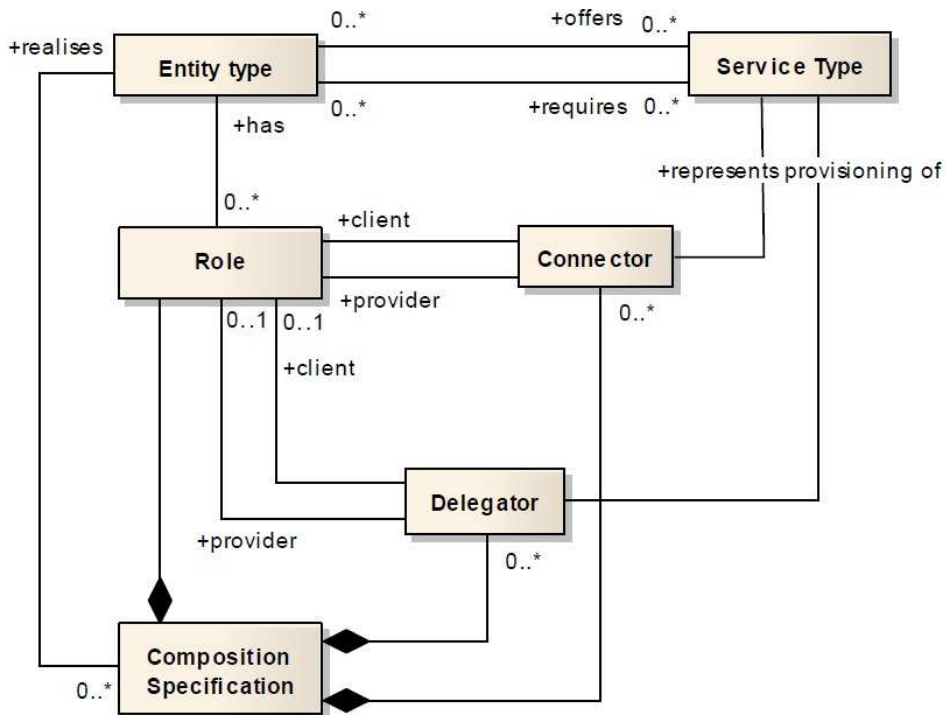 0..*
+offers
0..*
+realises
Entity type
Service Type
0..*
+requires
0..*
+has
+represents provisioning of
0..*
+client
Role
Connector
+provider
0..1
0..1
0..*
+client
Delegator
+provider
0..*
Composition
Specification
0..*